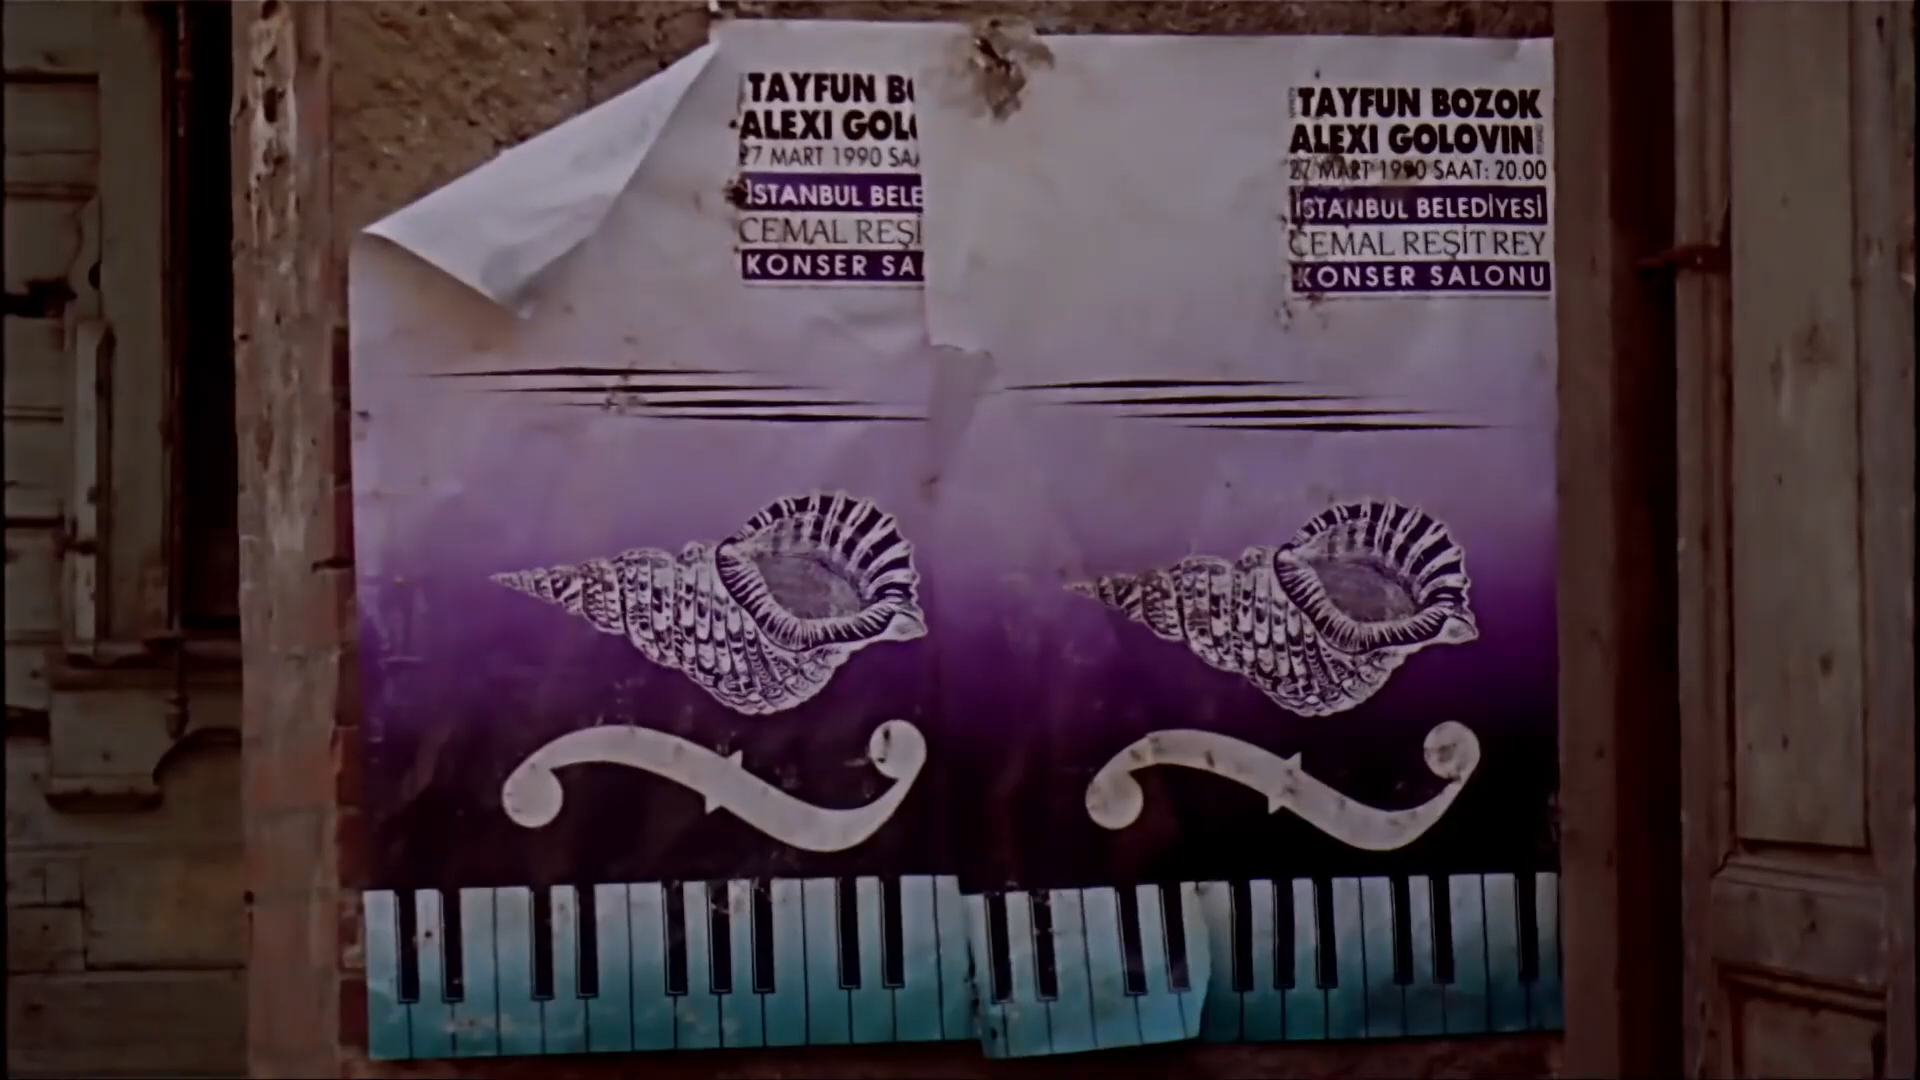 TAYFUN BO
ALEXI GOLO
27 MART 1990 SAA
İSTANBUL BELE
CEMAL REŞİ
KONSER SA
TAYFUN BOZOK
ALEXI GOLOVIN
27 MART 1990 SAAT: 20.00
İSTANBUL BELEDİYESİ
CEMAL REŞİT REY
KONSER SALONU